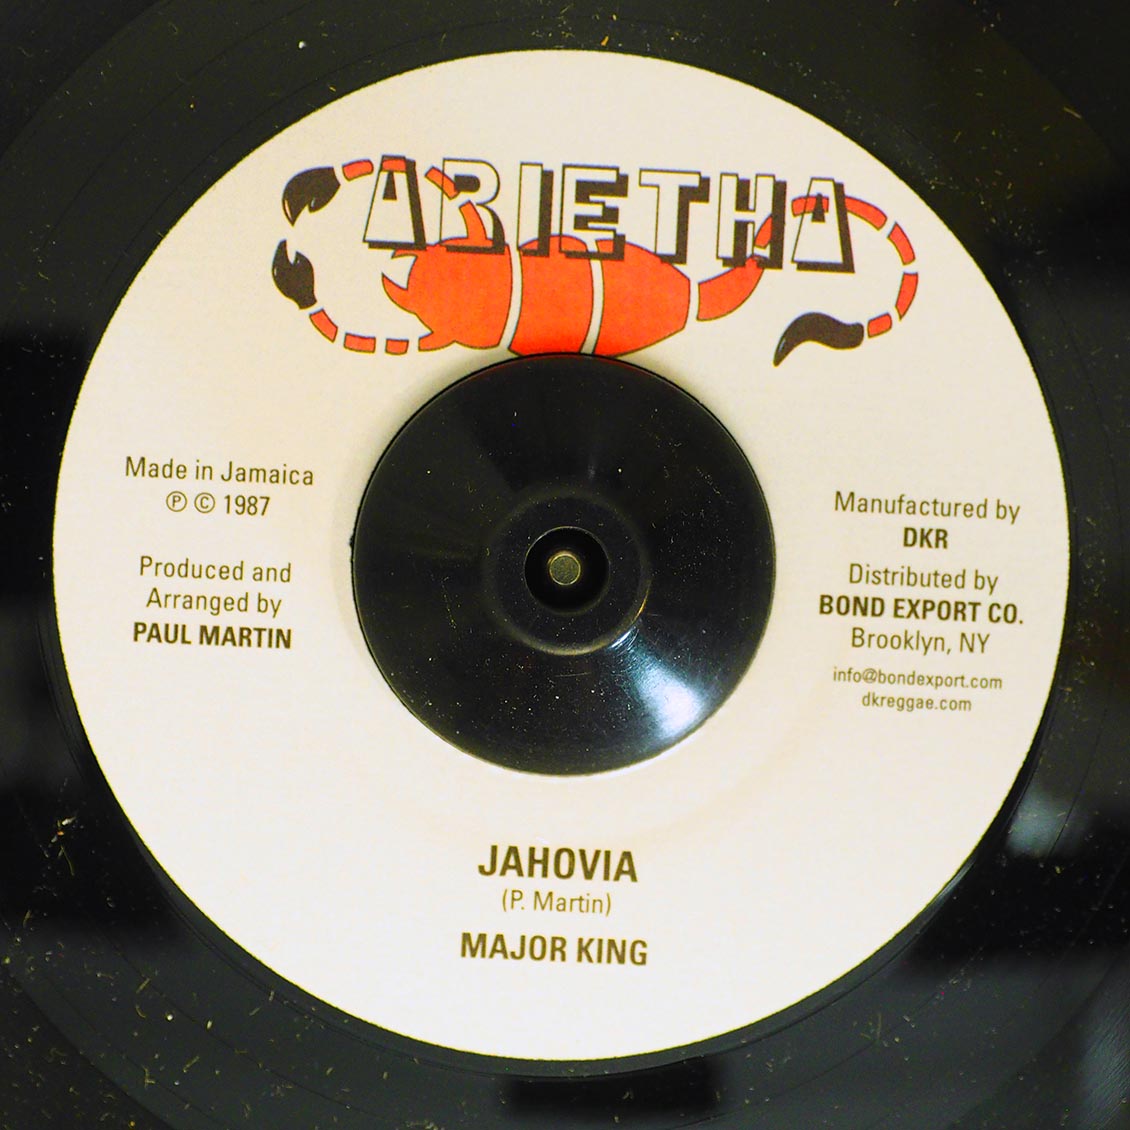 ARIETHA
Made in Jamaica
℗ © 1987
Produced and
Arranged by
PAUL MARTIN
Manufactured by
DKR
Distributed by
BOND EXPORT CO.
Brooklyn, NY
info@bondexport.com
dkreggae.com
JAHOVIA
(P. Martin)
MAJOR KING